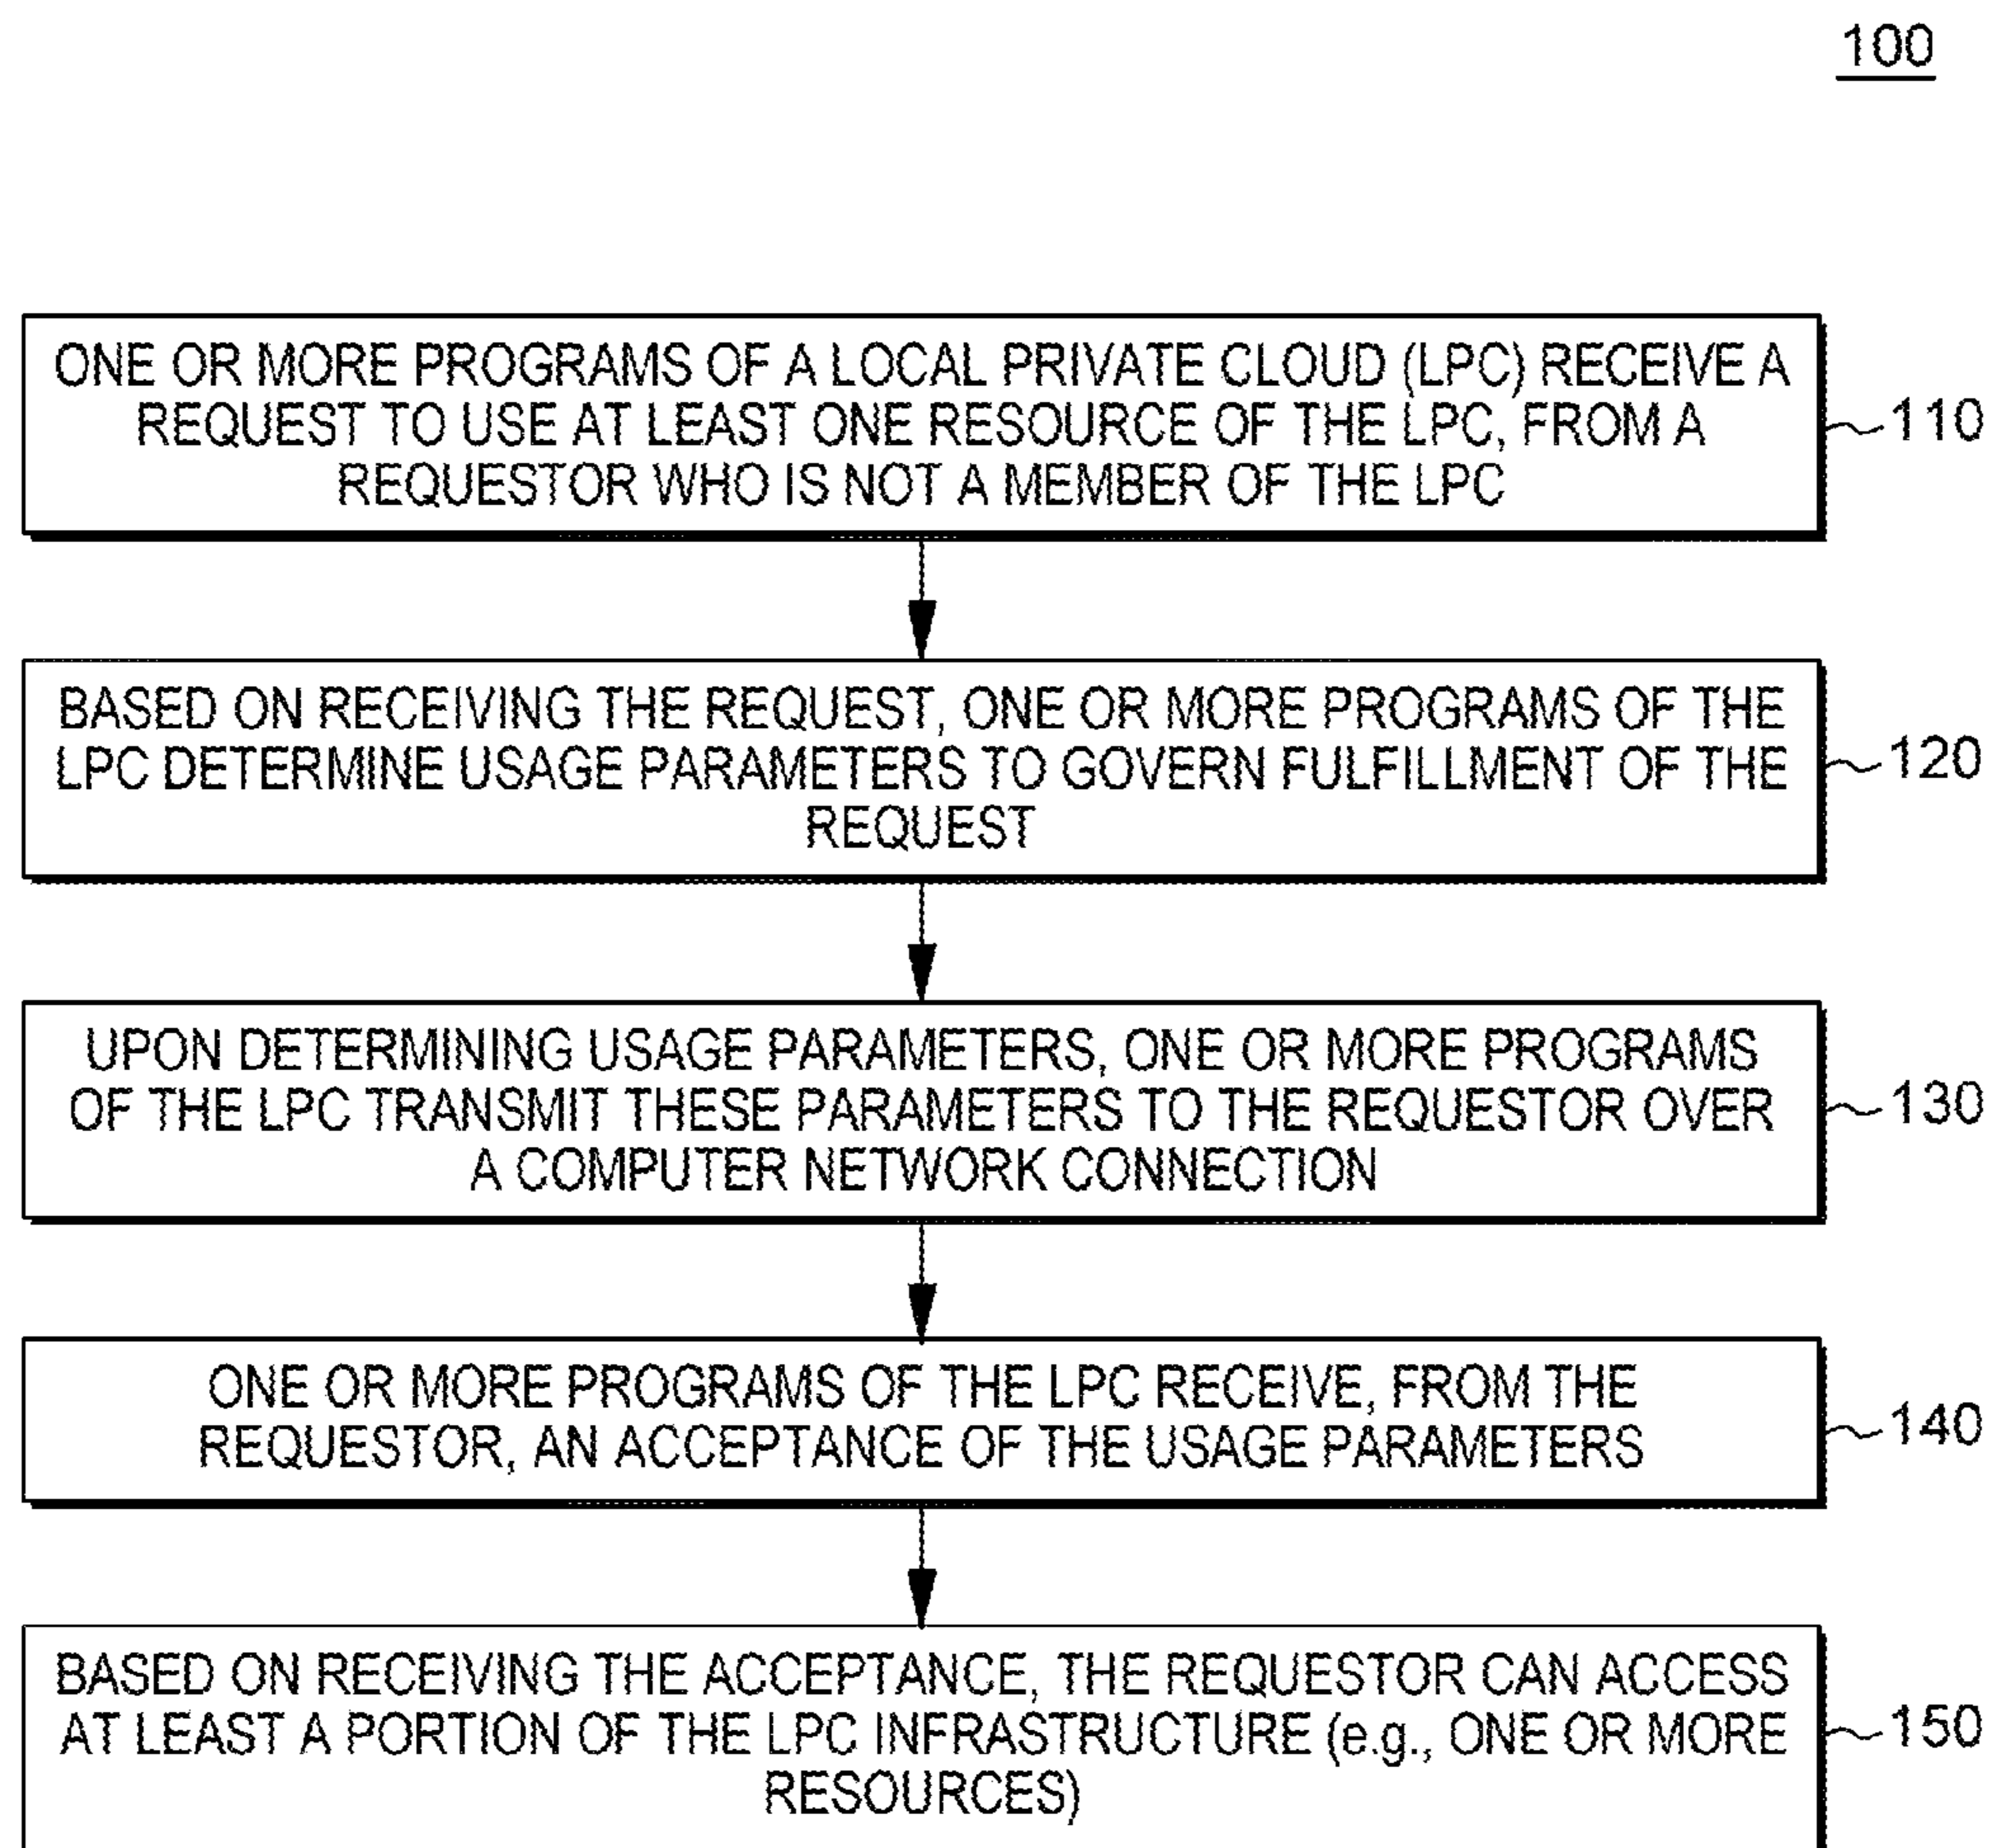 100
ONE OR MORE PROGRAMS OF A LOCAL PRIVATE CLOUD (LPC) RECEIVE A
REQUEST TO USE AT LEAST ONE RESOURCE OF THE LPC, FROM A
REQUESTOR WHO IS NOT A MEMBER OF THE LPC
110
BASED ON RECEIVING THE REQUEST, ONE OR MORE PROGRAMS OF THE
LPC DETERMINE USAGE PARAMETERS TO GOVERN FULFILLMENT OF THE
REQUEST
120
UPON DETERMINING USAGE PARAMETERS, ONE OR MORE PROGRAMS
OF THE LPC TRANSMIT THESE PARAMETERS TO THE REQUESTOR OVER
A COMPUTER NETWORK CONNECTION
130
ONE OR MORE PROGRAMS OF THE LPC RECEIVE, FROM THE
REQUESTOR, AN ACCEPTANCE OF THE USAGE PARAMETERS
140
BASED ON RECEIVING THE ACCEPTANCE, THE REQUESTOR CAN ACCESS
AT LEAST A PORTION OF THE LPC INFRASTRUCTURE (e.g., ONE OR MORE
RESOURCES)
150